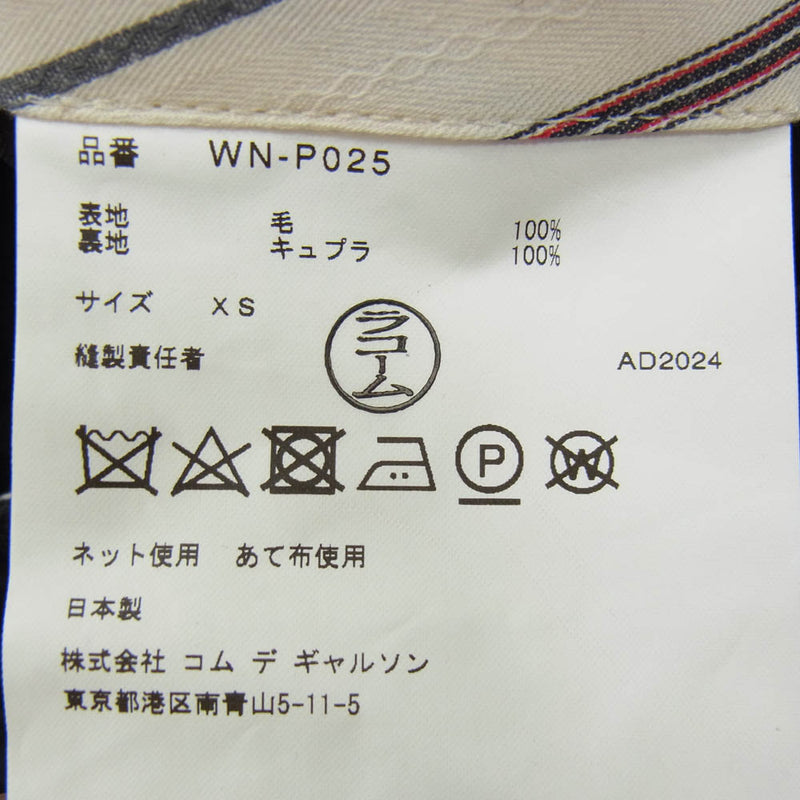 品番 WN-P025
表地 毛 100%
裏地 キュプラ 100%
サイズ XS
縫製責任者 ラコーム AD2024
P W
ネット使用 あて布使用
日本製
株式会社 コム デ ギャルソン
東京都港区南青山5-11-5